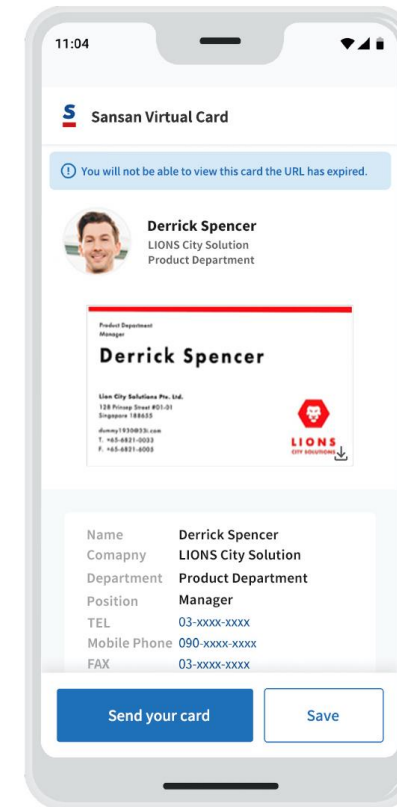 11:04
S Sansan Virtual Card
You will not be able to view this card the URL has expired.
Derrick Spencer
LIONS City Solution
Product Department
Product Department
Manager
Derrick Spencer
Lion City Solutions Pte. Ltd.
128 Prinsep Street #01-01
Singapore 188655
dummy1930@23i.com
T. +65-6821-0033
F. +65-6821-6005
LIONS
CITY SOLUTIONS
Name Derrick Spencer
Comapny LIONS City Solution
Department Product Department
Position Manager
TEL 03-xxxx-xxxx
Mobile Phone 090-xxxx-xxxx
FAX 03-xxxx-xxxx
Send your card Save